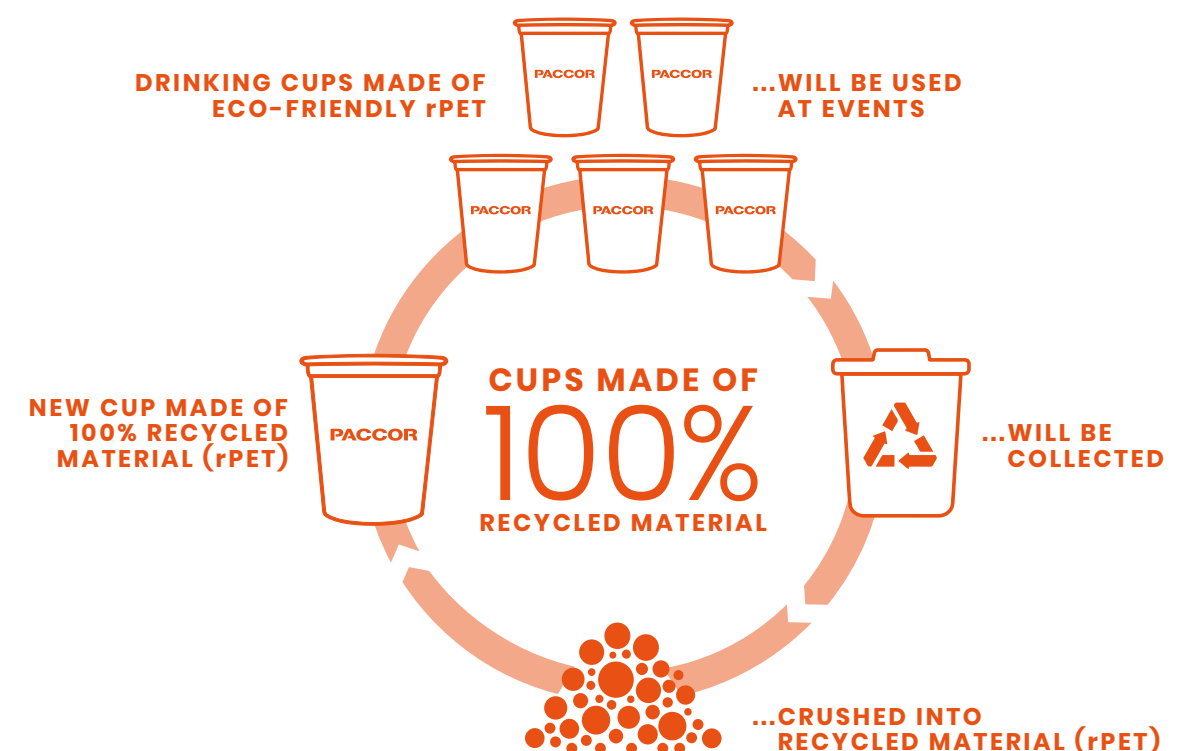 PACCOR
PACCOR
DRINKING CUPS MADE OF
ECO-FRIENDLY rPET
...WILL BE USED
AT EVENTS
PACCOR
PACCOR
PACCOR
CUPS MADE OF
100%
RECYCLED MATERIAL
NEW CUP MADE OF
100% RECYCLED
MATERIAL (rPET)
PACCOR
...WILL BE
COLLECTED
...CRUSHED INTO
RECYCLED MATERIAL (rPET)